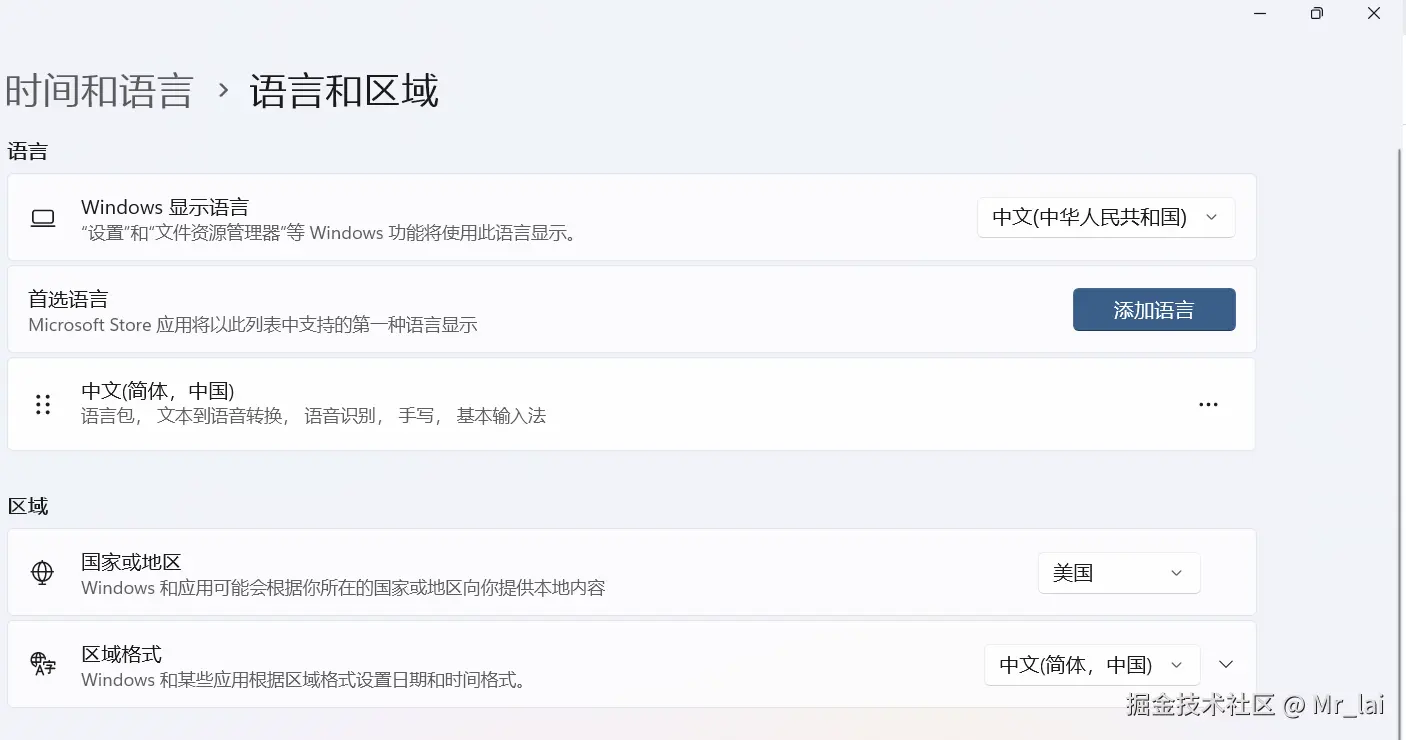 时间和语言 › 语言和区域
语言
Windows 显示语言
“设置”和“文件资源管理器”等 Windows 功能将使用此语言显示。
中文(中华人民共和国)
首选语言
Microsoft Store 应用将以此列表中支持的第一种语言显示
添加语言
中文(简体，中国)
语言包， 文本到语音转换， 语音识别， 手写， 基本输入法
区域
国家或地区
Windows 和应用可能会根据你所在的国家或地区向你提供本地内容
美国
区域格式
Windows 和某些应用根据区域格式设置日期和时间格式。
中文(简体，中国)
掘金技术社区 @ Mr_lai